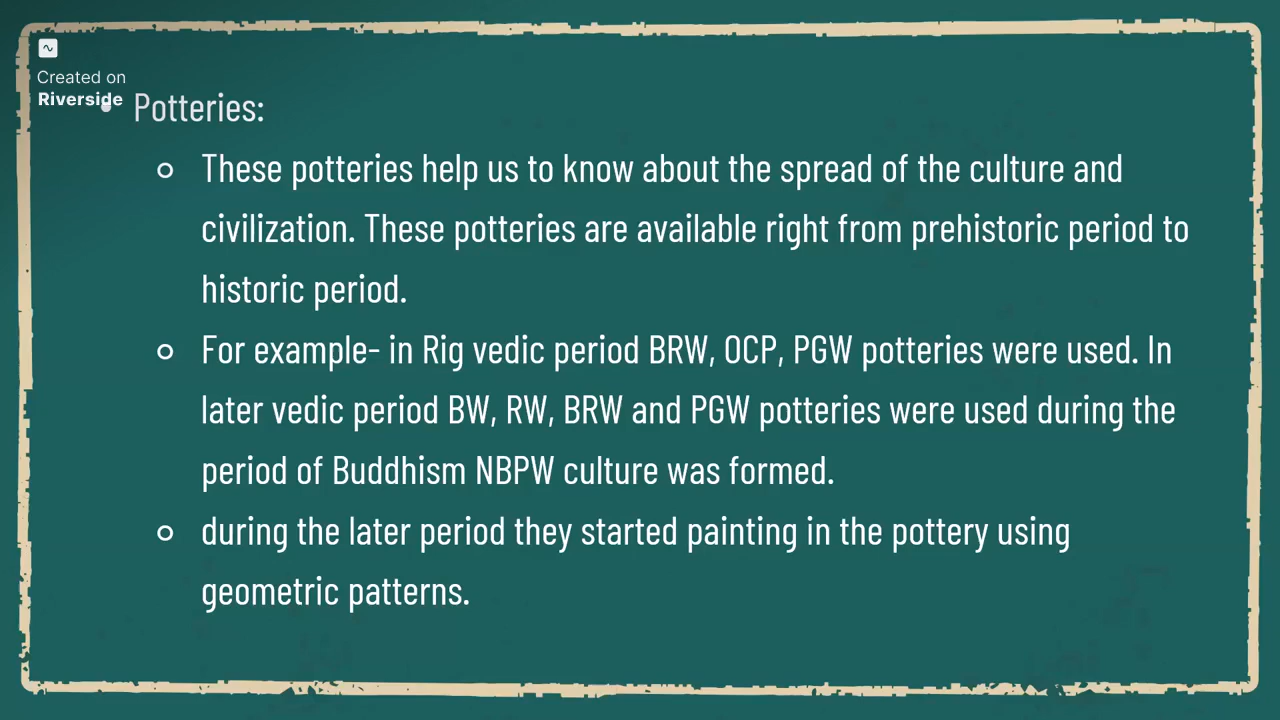 Created on
Riverside
Potteries:
These potteries help us to know about the spread of the culture and
civilization. These potteries are available right from prehistoric period to
historic period.
For example- in Rig vedic period BRW, OCP, PGW potteries were used. In
later vedic period BW, RW, BRW and PGW potteries were used during the
period of Buddhism NBPW culture was formed.
during the later period they started painting in the pottery using
geometric patterns.